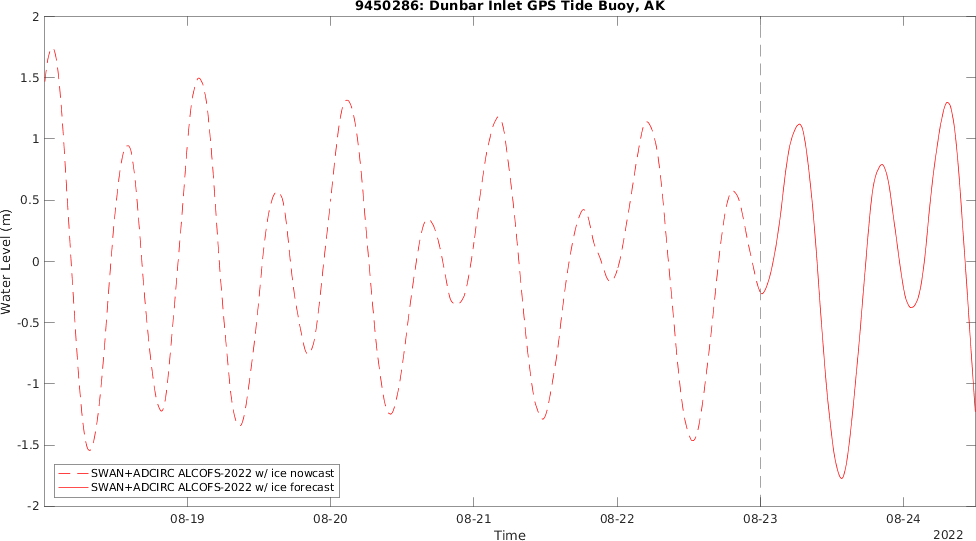 9450286: Dunbar Inlet GPS Tide Buoy, AK
Water Level (m)
2
1.5
1
0.5
0
-0.5
-1
-1.5
-2
SWAN+ADCIRC ALCOFS-2022 w/ ice nowcast
SWAN+ADCIRC ALCOFS-2022 w/ ice forecast
08-19 08-20 08-21 08-22 08-23 08-24
Time
2022